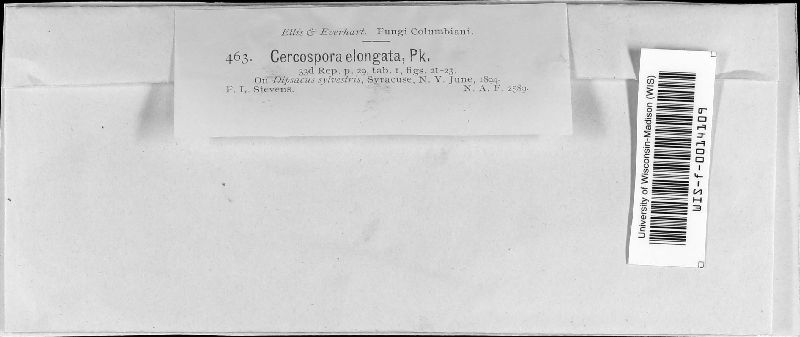 Ellis & Everhart. Fungi Columbiani.
463. Cercospora elongata, Pk.
33d Rep. p. 29, tab. 1, figs. 21-23.
On Dipsacus sylvestris, Syracuse, N. Y. June, 1894.
F. L. Stevens. N. A. F. 2589.
University of Wisconsin-Madison (WIS)
WIS-f-0014109